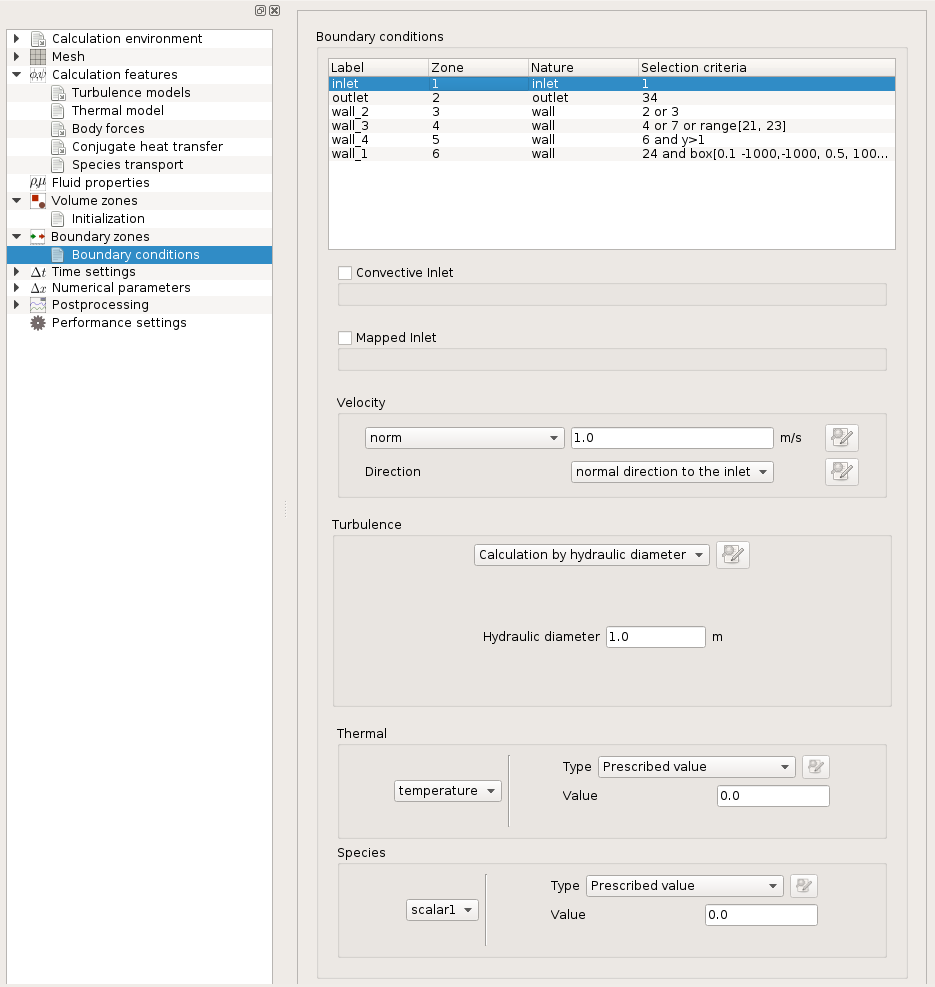 Calculation environment
Mesh
Calculation features
Turbulence models
Thermal model
Body forces
Conjugate heat transfer
Species transport
Fluid properties
Volume zones
Initialization
Boundary zones
Boundary conditions
Δt Time settings
Δx Numerical parameters
Postprocessing
Performance settings
Boundary conditions
Label Zone Nature Selection criteria
inlet 1 inlet 1
outlet 2 outlet 34
wall_2 3 wall 2 or 3
wall_3 4 wall 4 or 7 or range[21, 23]
wall_4 5 wall 6 and y>1
wall_1 6 wall 24 and box[0.1 -1000,-1000, 0.5, 100...
Convective Inlet
Mapped Inlet
Velocity
norm 1.0 m/s
Direction normal direction to the inlet
Turbulence
Calculation by hydraulic diameter
Hydraulic diameter 1.0 m
Thermal
temperature
Type Prescribed value
Value 0.0
Species
scalar1
Type Prescribed value
Value 0.0